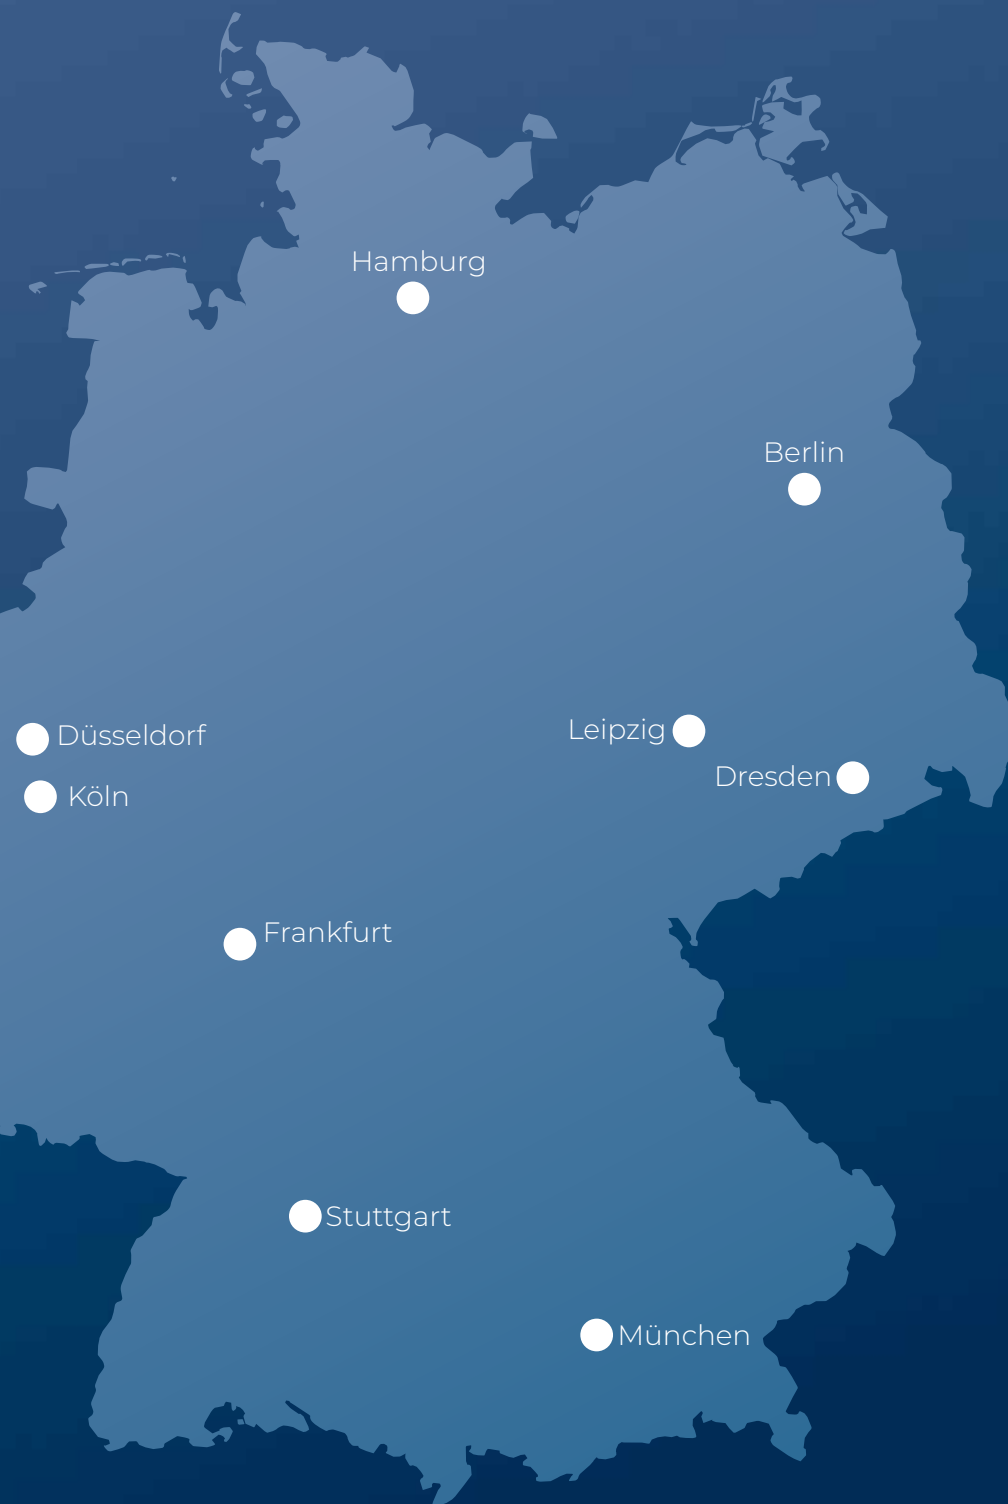 Hamburg
Berlin
Düsseldorf
Leipzig
Dresden
Köln
Frankfurt
Stuttgart
München